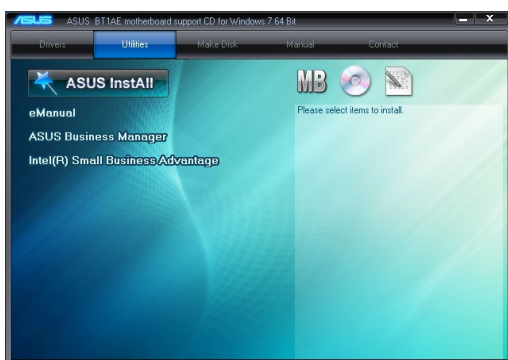 ASUS ASUS BT1AE motherboard support CD for Windows 7 64 Bit
Drivers Utilities Make Disk Manual Contact
ASUS InstAll
MB
Please select items to install.
eManual
ASUS Business Manager
Intel(R) Small Business Advantage